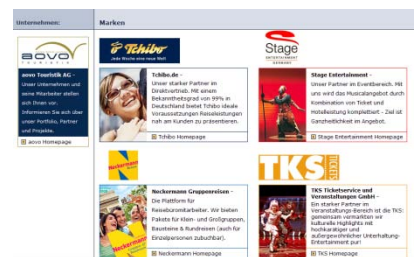 Unternehmen:
Marken
aovo
TOURISTIK
aovo Touristik AG -
Unser Unternehmen und
seine Mitarbeiter stellen
sich Ihnen vor.
Informieren Sie sich über
unser Portfolio, Partner
und Projekte.
aovo Homepage
Tchibo
Jede Woche eine neue Welt
Tchibo.de -
Unser starker Partner im
Direktvertrieb. Mit einem
Bekanntheitsgrad von 99% in
Deutschland bietet Tchibo ideale
Voraussetzungen Reiseleistungen
nah am Kunden zu präsentieren.
Tchibo Homepage
Stage
ENTERTAINMENT
GERMANY
Stage Entertainment -
Unser Partner im Eventbereich. Mit
uns wird das Musicalangebot durch
Kombination von Ticket und
Hotelleistung komplettiert - Ziel ist
Ganzheitlichkeit im Angebot.
Stage Entertainment Homepage
Neckermann
Neckermann Gruppenreisen -
Die Plattform für
Reisebüromitarbeiter. Wir bieten
Pakete für Klein- und Großgruppen,
Bausteine & Rundreisen (auch für
Einzelpersonen zubuchbar).
Neckermann Homepage
TKS TICKETS
TKS Ticketservice und
Veranstaltungen GmbH -
Ein starker Partner im
Veranstaltungs-Bereich ist die TKS:
gemeinsam vermarkten wir
kulturelle Highlights mit
hochkarätiger und
außergewöhnlicher Unterhaltung-
Entertainment pur!
TKS Homepage